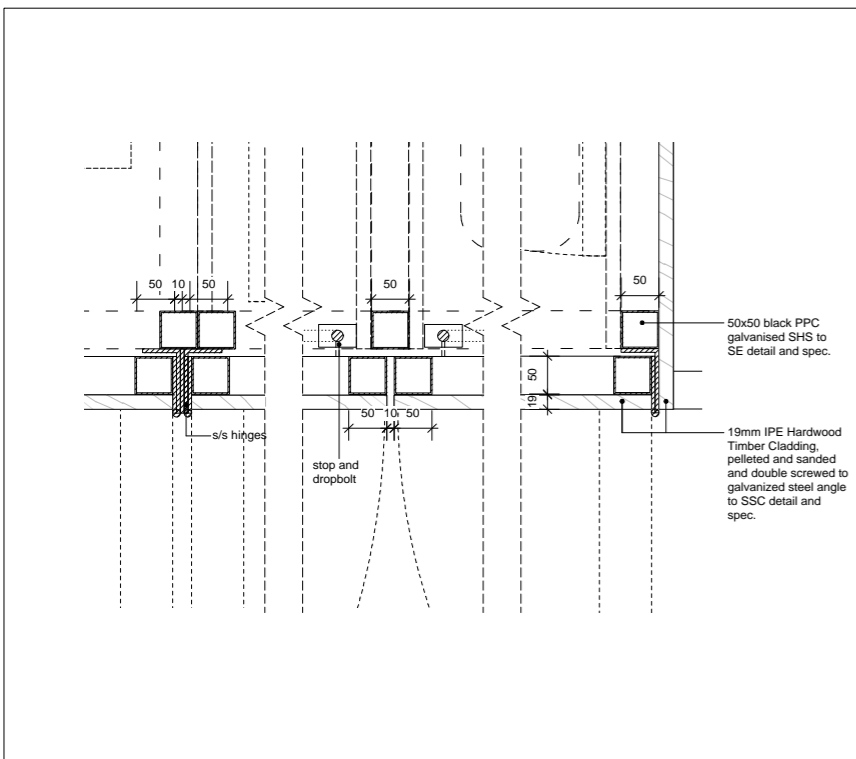 50 10 50
50
50
50x50 black PPC
galvanised SHS to
SE detail and spec.
50
19
50 10 50
s/s hinges
stop and
dropbolt
19mm IPE Hardwood
Timber Cladding,
pelleted and sanded
and double screwed to
galvanized steel angle
to SSC detail and
spec.